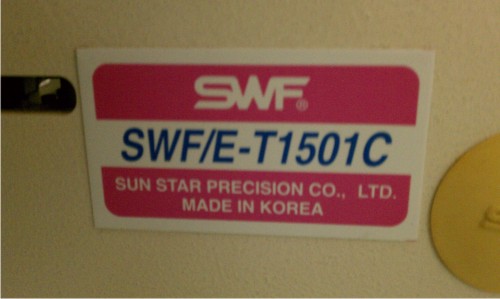 SWF®
SWF/E-T1501C
SUN STAR PRECISION CO., LTD.
MADE IN KOREA